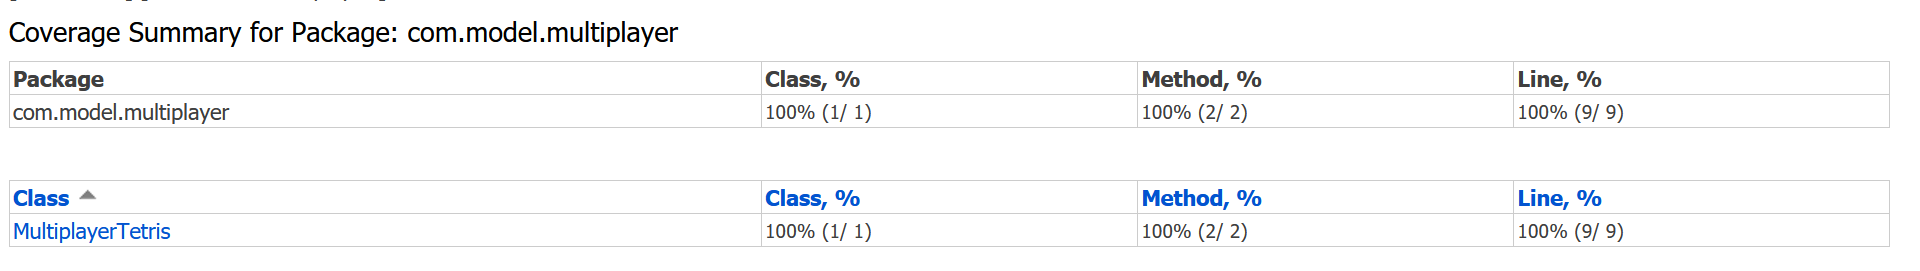 Coverage Summary for Package: com.model.multiplayer
Package Class, % Method, % Line, %
com.model.multiplayer 100% (1/ 1) 100% (2/ 2) 100% (9/ 9)
Class Class, % Method, % Line, %
MultiplayerTetris 100% (1/ 1) 100% (2/ 2) 100% (9/ 9)